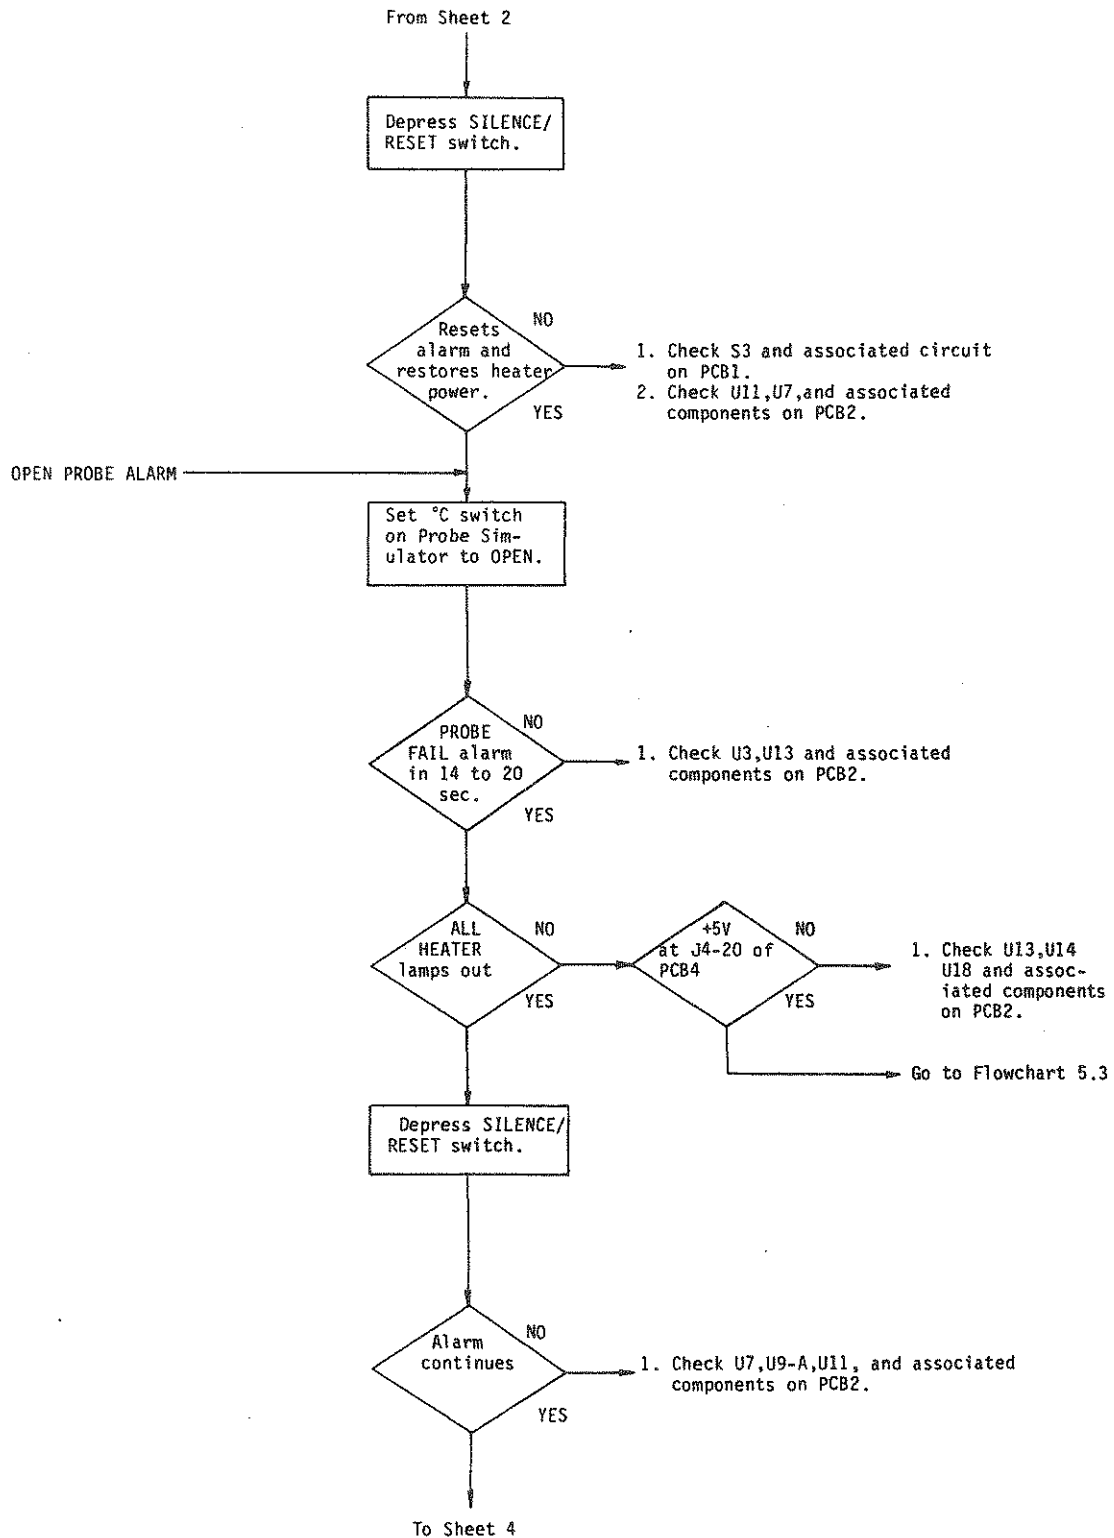 From Sheet 2
Depress SILENCE/
RESET switch.
Resets
alarm and
restores heater
power.
NO
YES
1. Check S3 and associated circuit
on PCB1.
2. Check U11,U7,and associated
components on PCB2.
OPEN PROBE ALARM
Set °C switch
on Probe Sim-
ulator to OPEN.
PROBE
FAIL alarm
in 14 to 20
sec.
NO
YES
1. Check U3,U13 and associated
components on PCB2.
ALL
HEATER
lamps out
NO
YES
+5V
at J4-20 of
PCB4
NO
YES
1. Check U13,U14
U18 and assoc-
iated components
on PCB2.
Go to Flowchart 5.3
Depress SILENCE/
RESET switch.
Alarm
continues
NO
YES
1. Check U7,U9-A,U11, and associated
components on PCB2.
To Sheet 4